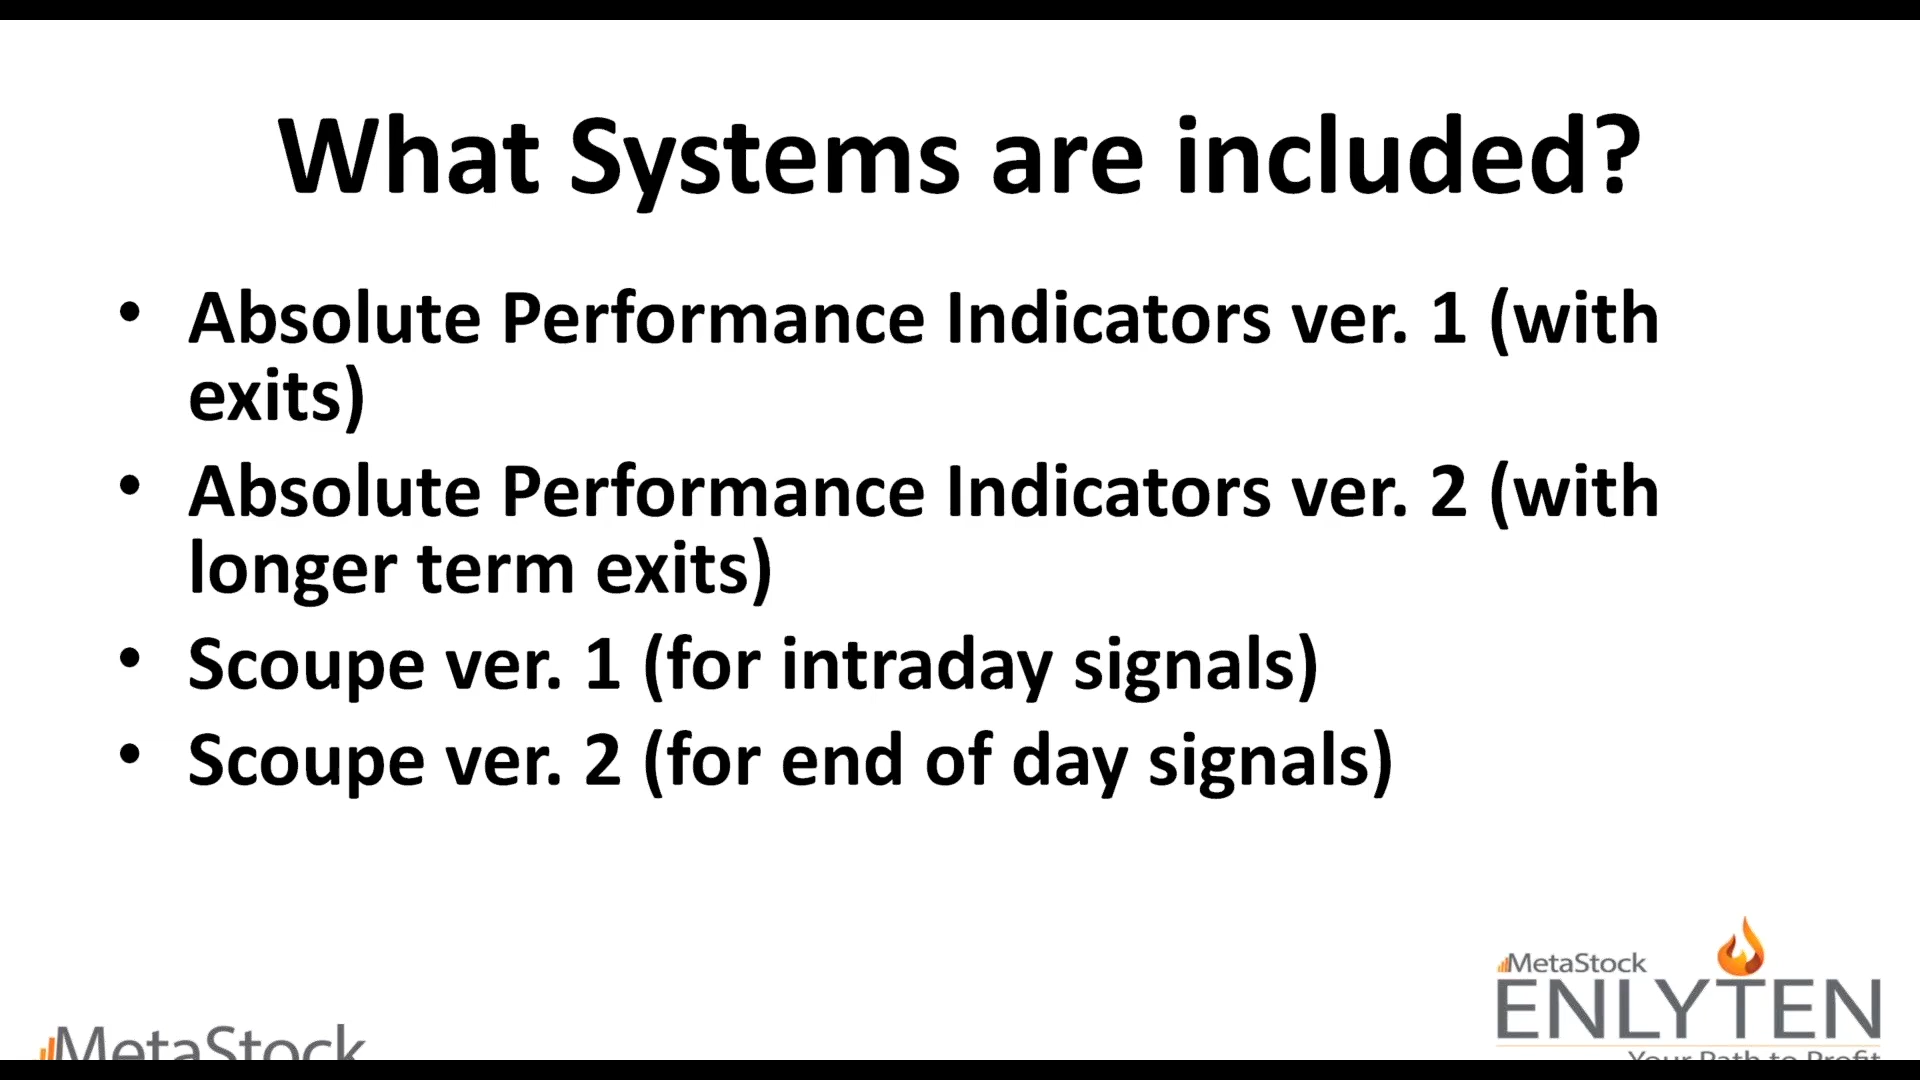 What Systems are included?
• Absolute Performance Indicators ver. 1 (with
exits)
• Absolute Performance Indicators ver. 2 (with
longer term exits)
• Scoupe ver. 1 (for intraday signals)
• Scoupe ver. 2 (for end of day signals)
MetaStock
ENLYTEN
Your Path to Profit
MetaStock